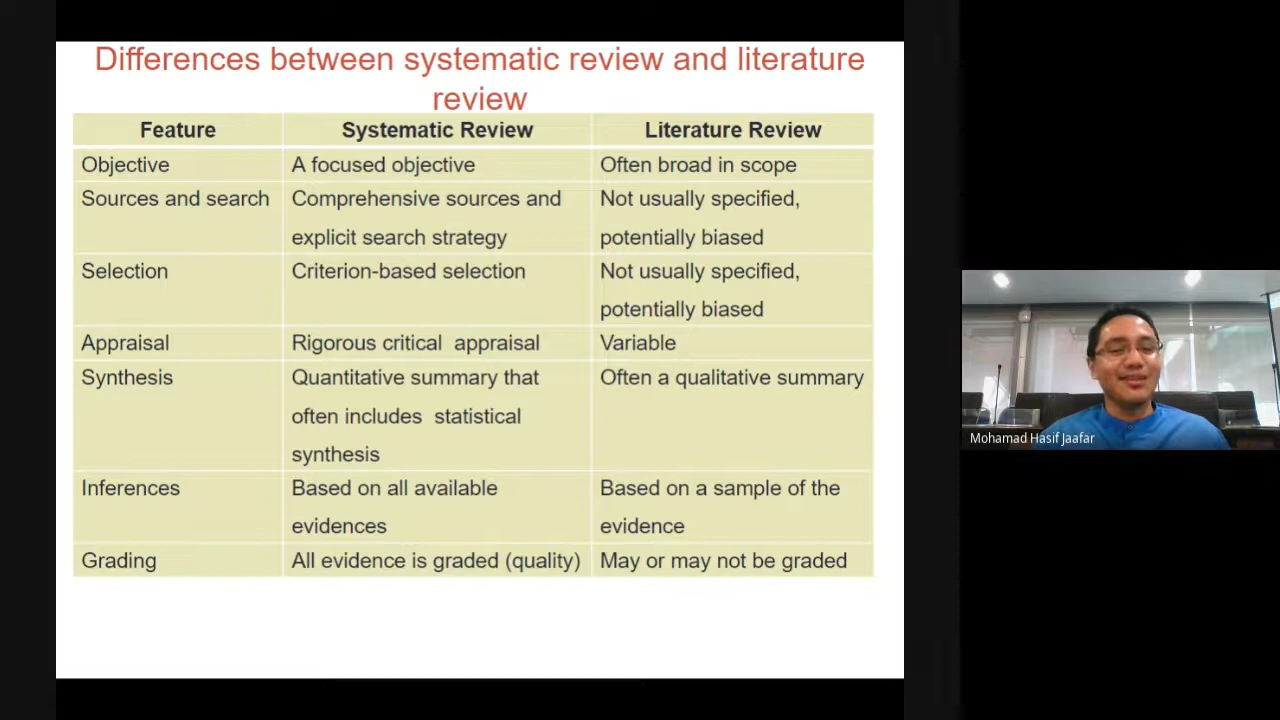 Differences between systematic review and literature
review
Feature Systematic Review Literature Review
Objective A focused objective Often broad in scope
Sources and search Comprehensive sources and Not usually specified,
explicit search strategy potentially biased
Selection Criterion-based selection Not usually specified,
potentially biased
Appraisal Rigorous critical appraisal Variable
Synthesis Quantitative summary that Often a qualitative summary
often includes statistical
synthesis
Inferences Based on all available Based on a sample of the
evidences evidence
Grading All evidence is graded (quality) May or may not be graded
Mohamad Hasif Jaafar